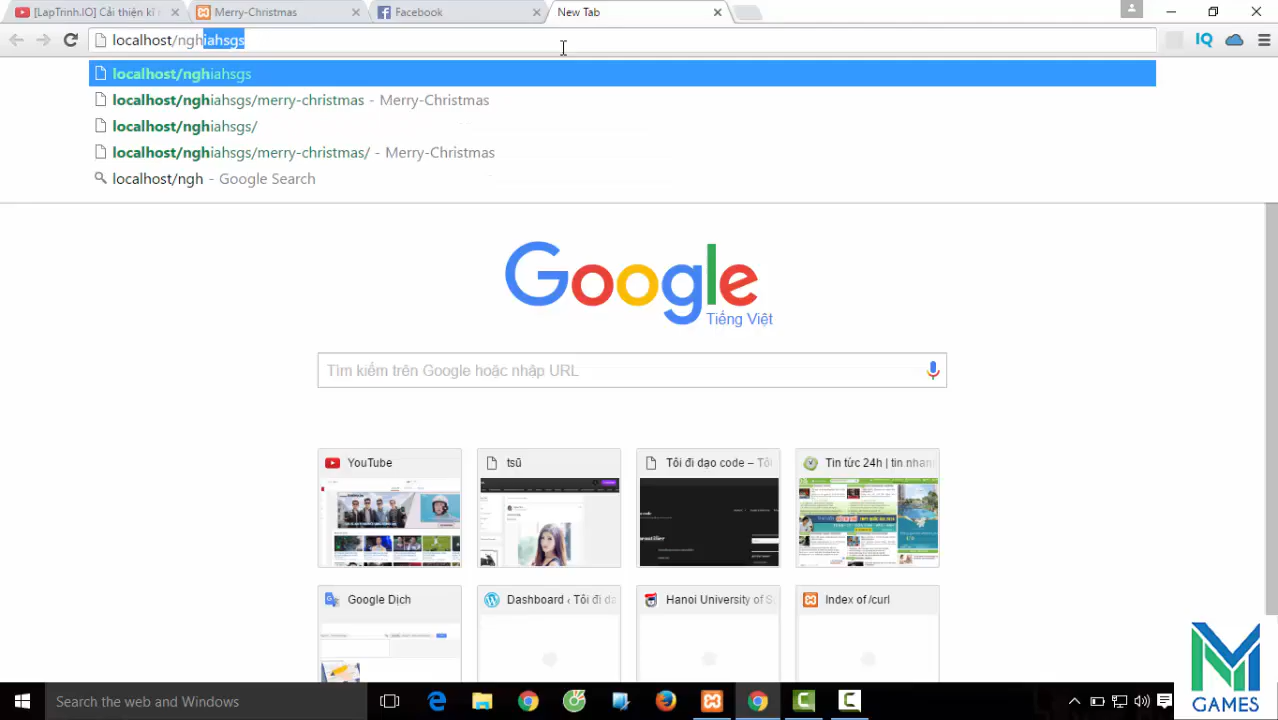 [LapTrinh.IO] Cải thiện kĩ n
Merry-Christmas
Facebook
New Tab
localhost/nghiahsgs
IQ
localhost/nghiahsgs
localhost/nghiahsgs/merry-christmas - Merry-Christmas
localhost/nghiahsgs/
localhost/nghiahsgs/merry-christmas/ - Merry-Christmas
localhost/ngh - Google Search
Google
Tiếng Việt
Tìm kiếm trên Google hoặc nhập URL
YouTube
tsũ
Tôi đi dạo code – Tôi
Tin tức 24h | tin nhanh
Google Dịch
Dashboard ‹ Tôi đi dạ
Hanoi University of S
Index of /curl
Search the web and Windows
GAMES